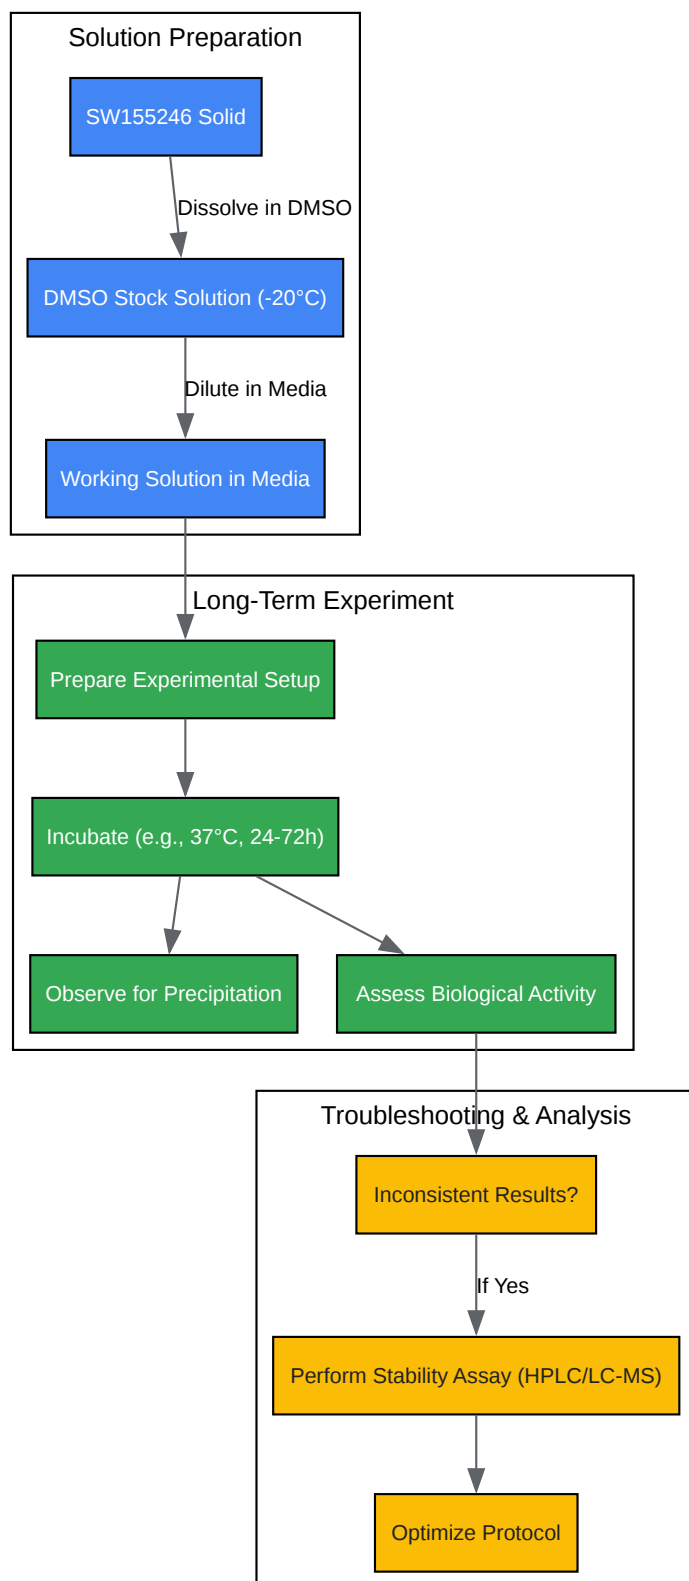 Solution Preparation
SW155246 Solid
Dissolve in DMSO
DMSO Stock Solution (-20°C)
Dilute in Media
Working Solution in Media
Long-Term Experiment
Prepare Experimental Setup
Incubate (e.g., 37°C, 24-72h)
Observe for Precipitation
Assess Biological Activity
Troubleshooting & Analysis
Inconsistent Results?
If Yes
Perform Stability Assay (HPLC/LC-MS)
Optimize Protocol